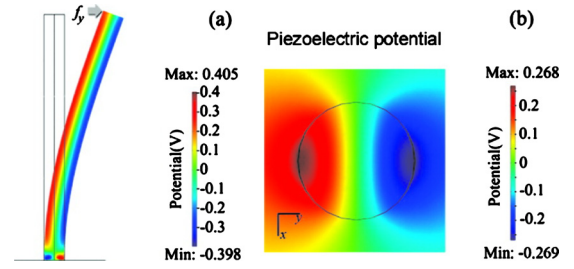 f_y
(a)
Max: 0.405
0.4
0.3
0.2
0.1
0
-0.1
-0.2
-0.3
Min: -0.398
Potential(V)
Piezoelectric potential
y
x
(b)
Max: 0.268
0.2
0.1
0
-0.1
-0.2
Min: -0.269
Potential(V)